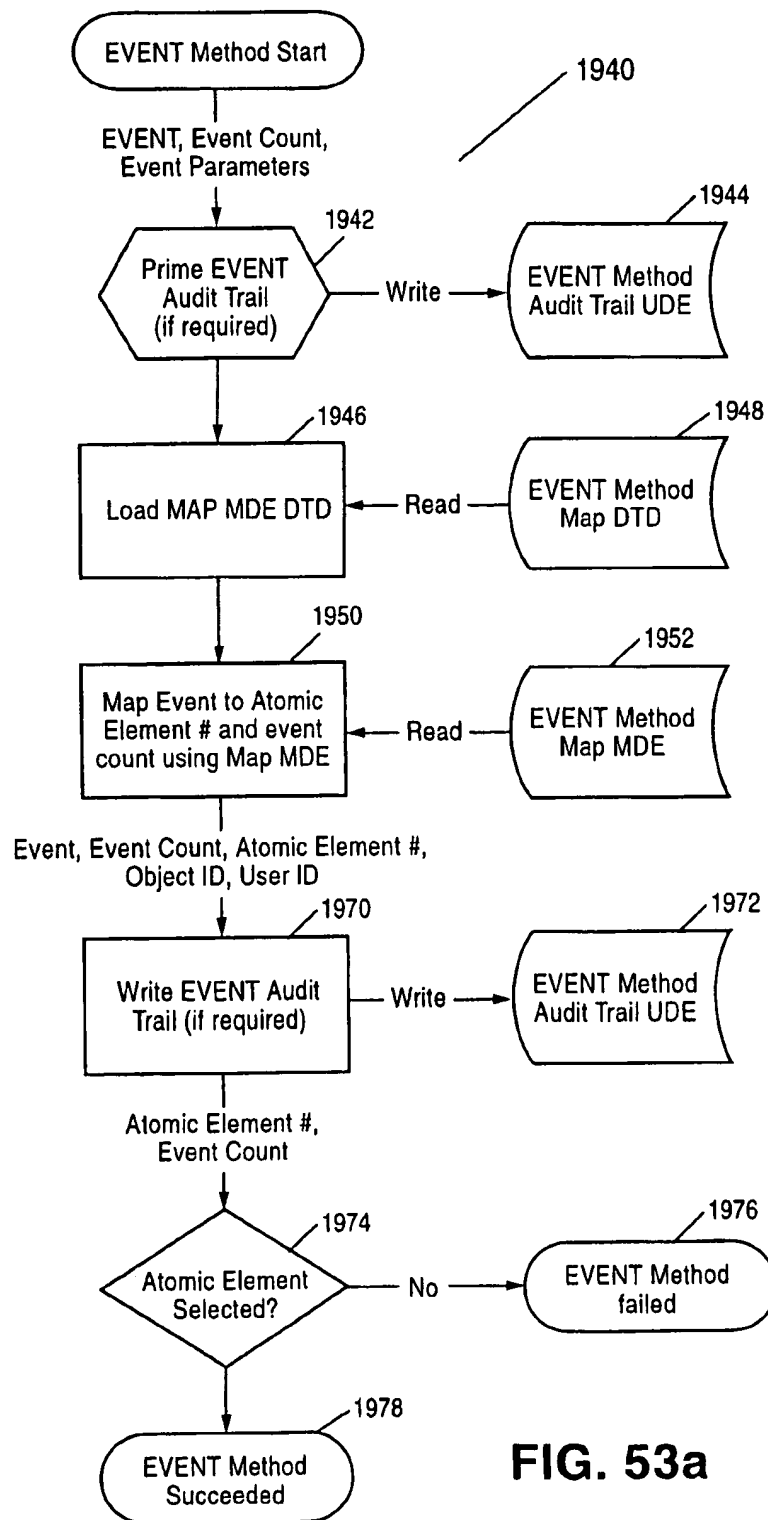 EVENT Method Start
1940
EVENT, Event Count,
Event Parameters
1942
Prime EVENT
Audit Trail
(if required)
Write
1944
EVENT Method
Audit Trail UDE
1946
Load MAP MDE DTD
Read
1948
EVENT Method
Map DTD
1950
Map Event to Atomic
Element # and event
count using Map MDE
Read
1952
EVENT Method
Map MDE
Event, Event Count, Atomic Element #,
Object ID, User ID
1970
Write EVENT Audit
Trail (if required)
Write
1972
EVENT Method
Audit Trail UDE
Atomic Element #,
Event Count
1974
Atomic Element
Selected?
No
1976
EVENT Method
failed
1978
EVENT Method
Succeeded
FIG. 53a